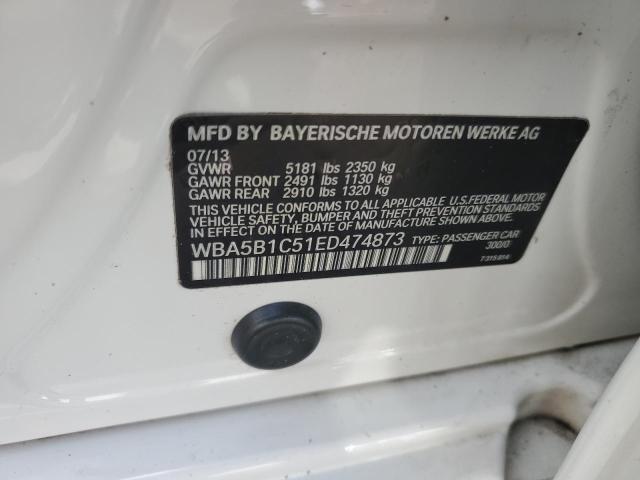 MFD BY BAYERISCHE MOTOREN WERKE AG
07/13
GVWR 5181 lbs 2350 kg
GAWR FRONT 2491 lbs 1130 kg
GAWR REAR 2910 lbs 1320 kg
THIS VEHICLE CONFORMS TO ALL APPLICABLE U.S.FEDERAL MOTOR
VEHICLE SAFETY, BUMPER AND THEFT PREVENTION STANDARDS
IN EFFECT ON THE DATE OF MANUFACTURE SHOWN ABOVE.
WBA5B1C51ED474873 TYPE: PASSENGER CAR
300/0
7315814